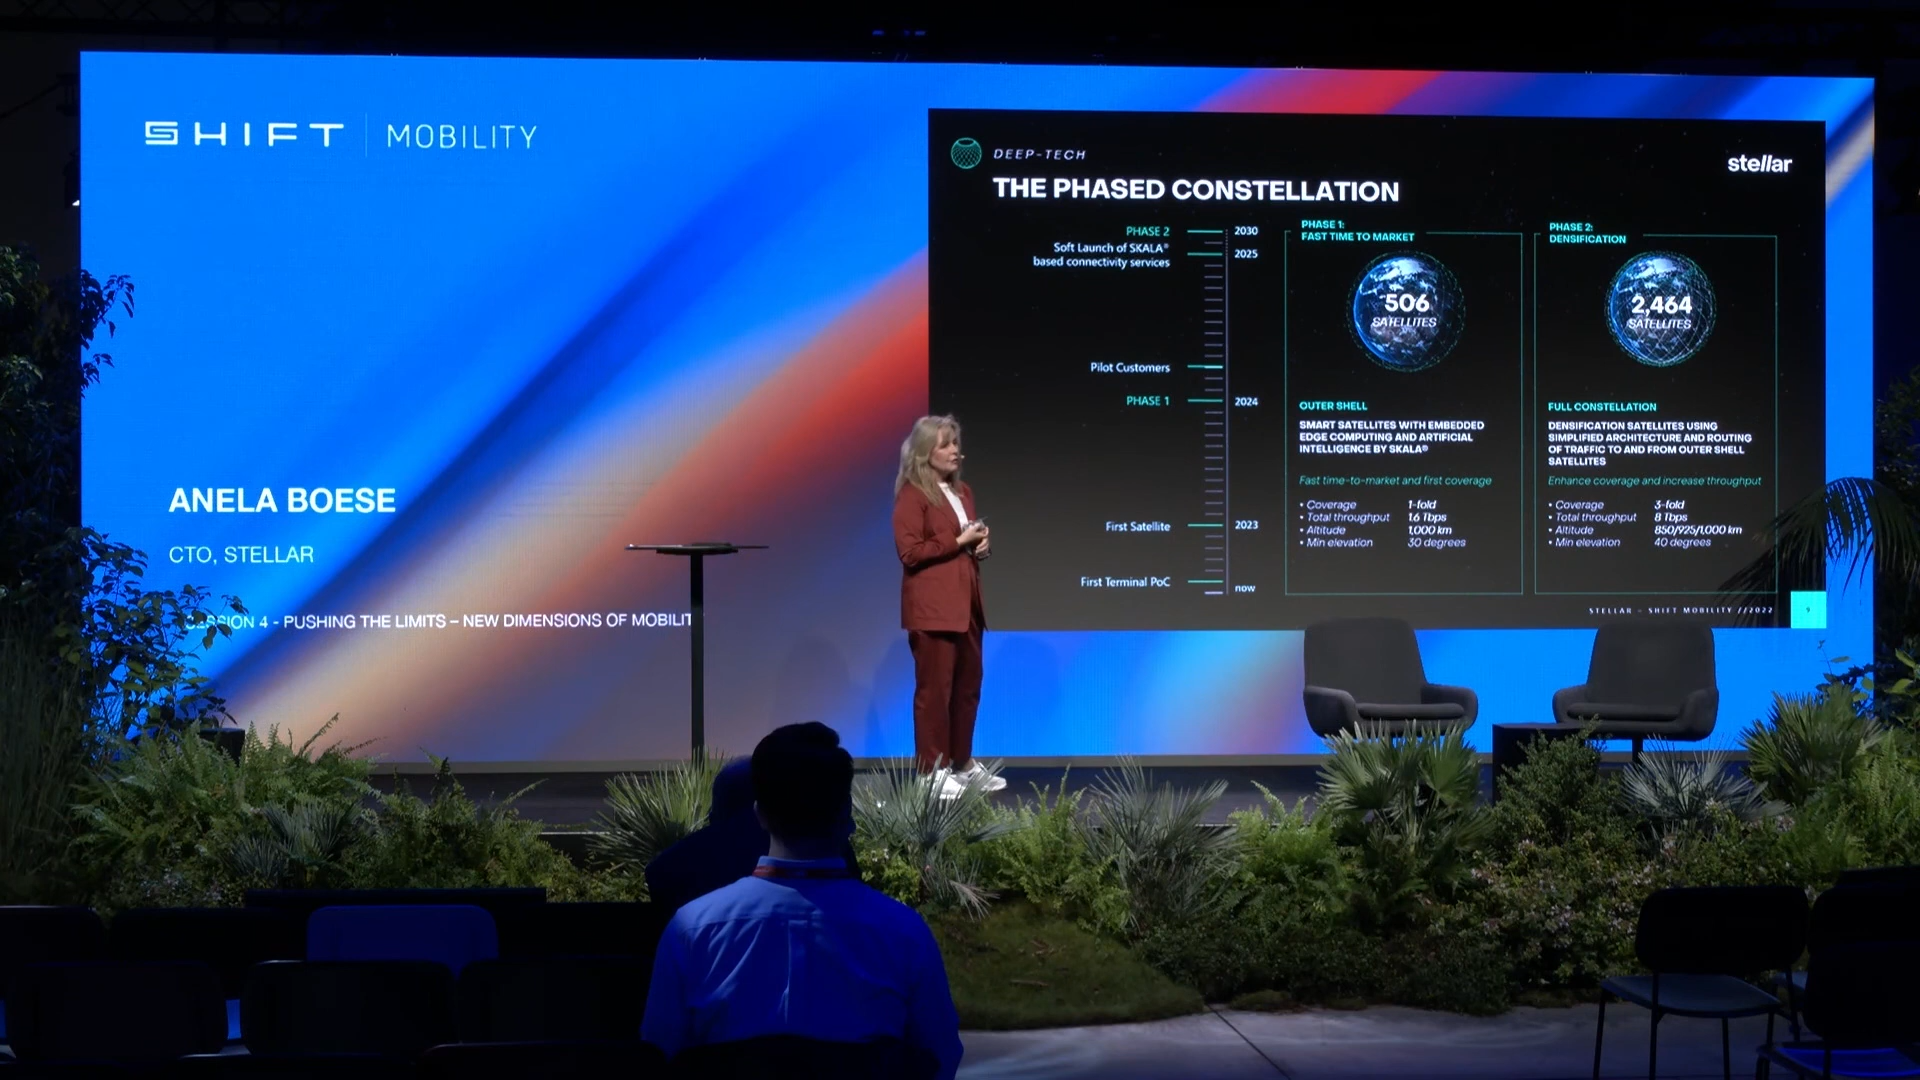 SHIFT | MOBILITY
ANELA BOESE
CTO, STELLAR
SESSION 4 - PUSHING THE LIMITS – NEW DIMENSIONS OF MOBILIT
DEEP-TECH
stellar
THE PHASED CONSTELLATION
PHASE 2 2030
Soft Launch of SKALA® 2025
based connectivity services
Pilot Customers
PHASE 1 2024
First Satellite 2023
First Terminal PoC
now
PHASE 1:
FAST TIME TO MARKET
506
SATELLITES
OUTER SHELL
SMART SATELLITES WITH EMBEDDED
EDGE COMPUTING AND ARTIFICIAL
INTELLIGENCE BY SKALA®
Fast time-to-market and first coverage
• Coverage 1-fold
• Total throughput 1.6 Tbps
• Altitude 1,000 km
• Min elevation 30 degrees
PHASE 2:
DENSIFICATION
2,464
SATELLITES
FULL CONSTELLATION
DENSIFICATION SATELLITES USING
SIMPLIFIED ARCHITECTURE AND ROUTING
OF TRAFFIC TO AND FROM OUTER SHELL
SATELLITES
Enhance coverage and increase throughput
• Coverage 3-fold
• Total throughput 8 Tbps
• Altitude 850/925/1,000 km
• Min elevation 40 degrees
STELLAR - SHIFT MOBILITY //2022
9